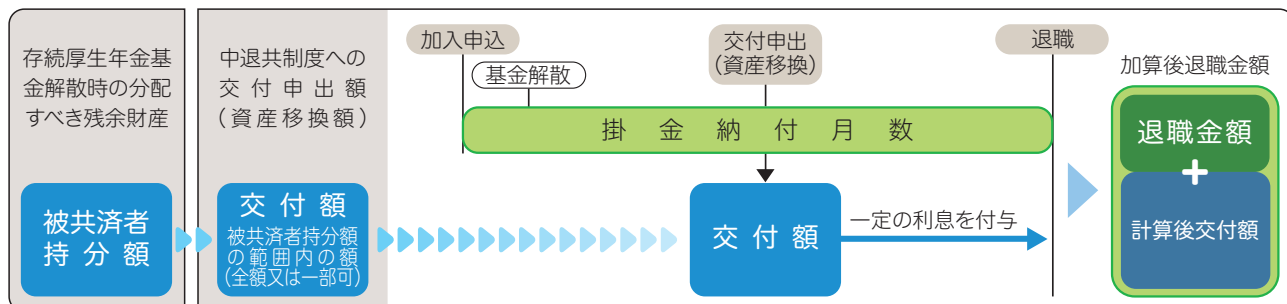 存続厚生年金基
金解散時の分配
すべき残余財産
被共済者
持分額
中退共制度への
交付申出額
(資産移換額)
交付額
被共済者持分額
の範囲内の額
(全額又は一部可)
加入申込
基金解散
交付申出
(資産移換)
退職
掛金納付月数
交付額
一定の利息を付与
加算後退職金額
退職金額
+
計算後交付額